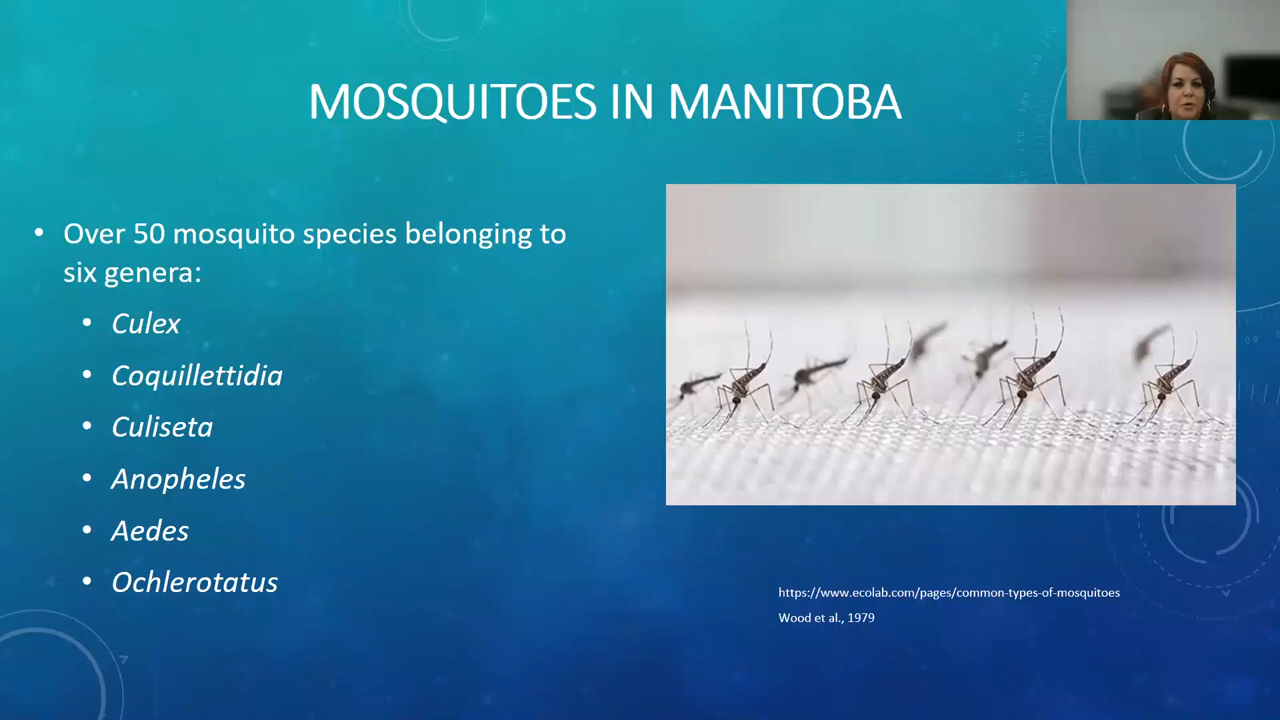 MOSQUITOES IN MANITOBA
• Over 50 mosquito species belonging to
six genera:
• Culex
• Coquillettidia
• Culiseta
• Anopheles
• Aedes
• Ochlerotatus
https://www.ecolab.com/pages/common-types-of-mosquitoes
Wood et al., 1979